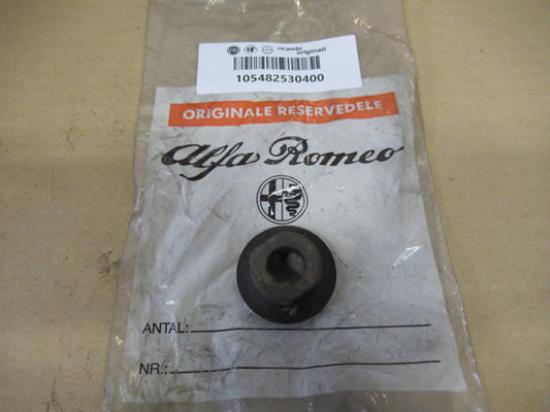 ricambi
originali
105482530400
ORIGINALE RESERVEDELE
Alfa Romeo
ANTAL:
NR.: